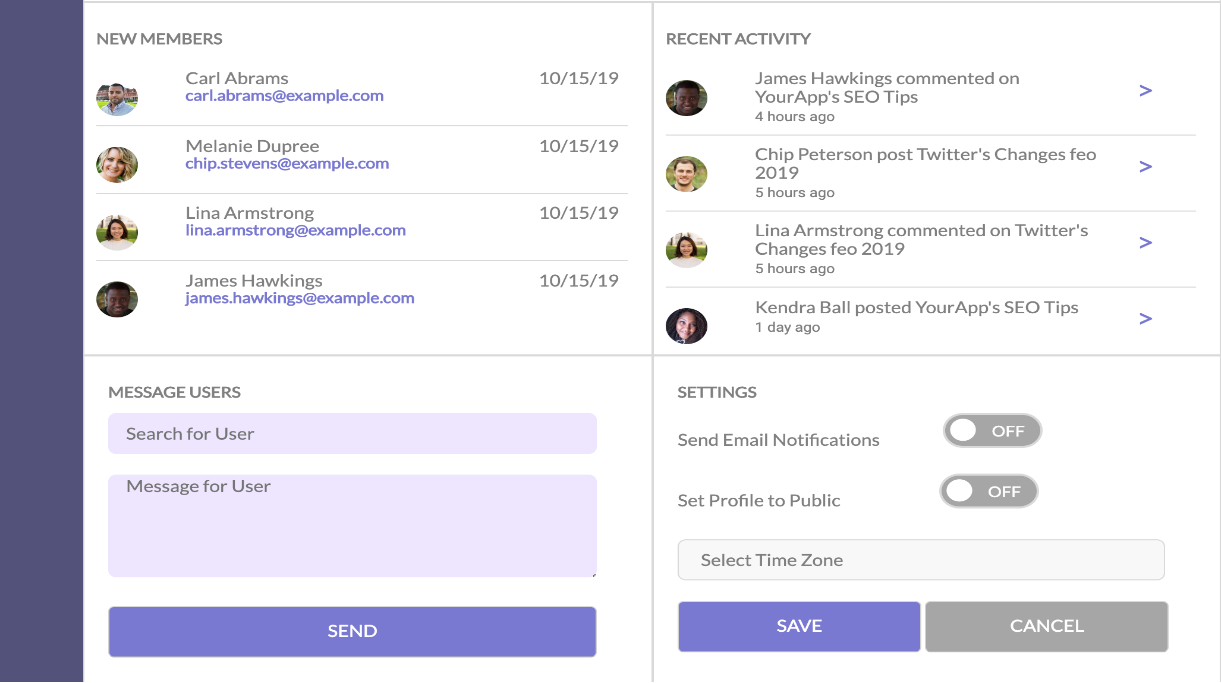 NEW MEMBERS
Carl Abrams 10/15/19
carl.abrams@example.com
Melanie Dupree 10/15/19
chip.stevens@example.com
Lina Armstrong 10/15/19
lina.armstrong@example.com
James Hawkings 10/15/19
james.hawkings@example.com
RECENT ACTIVITY
James Hawkings commented on
YourApp's SEO Tips
4 hours ago
>
Chip Peterson post Twitter's Changes feo
2019
5 hours ago
>
Lina Armstrong commented on Twitter's
Changes feo 2019
5 hours ago
>
Kendra Ball posted YourApp's SEO Tips
1 day ago
>
MESSAGE USERS
Search for User
Message for User
SEND
SETTINGS
Send Email Notifications OFF
Set Profile to Public OFF
Select Time Zone
SAVE CANCEL